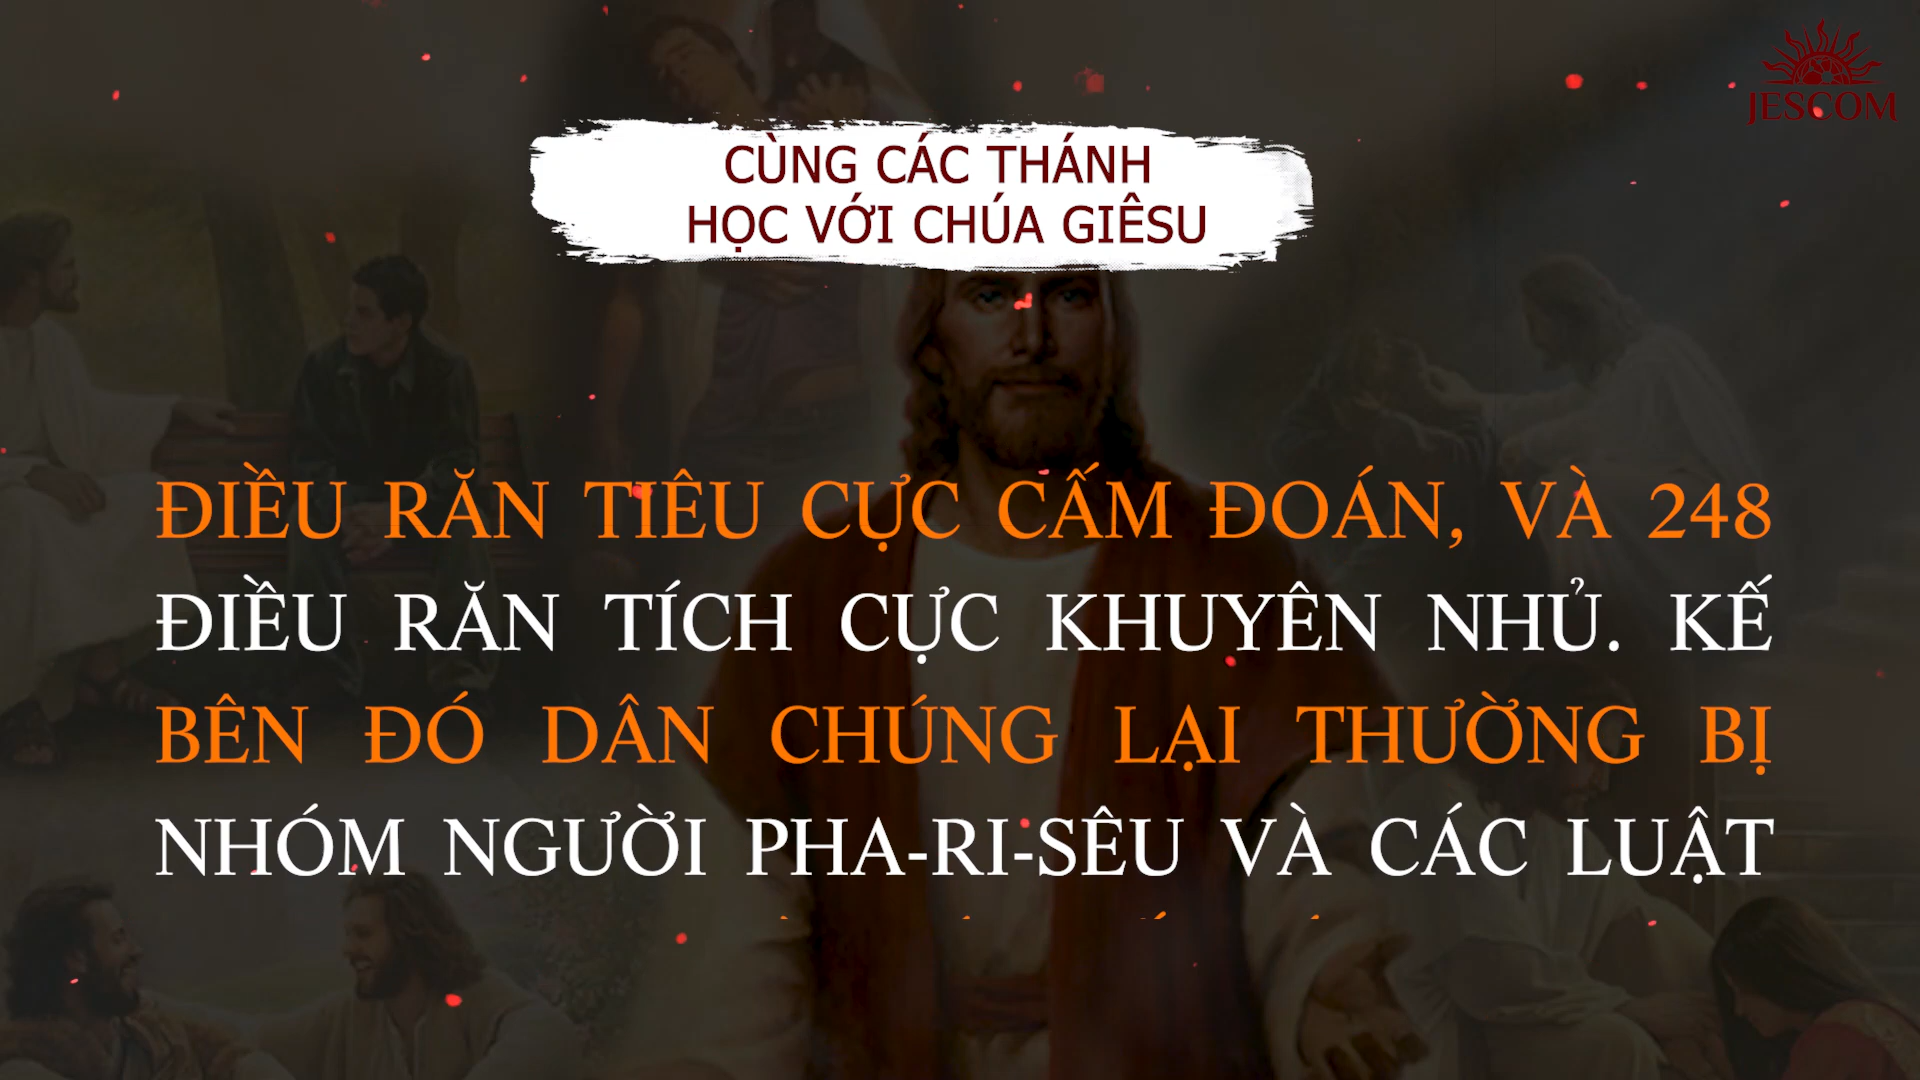 JESCOM
CÙNG CÁC THÁNH
HỌC VỚI CHÚA GIÊSU
ĐIỀU RĂN TIÊU CỰC CẤM ĐOÁN, VÀ 248
ĐIỀU RĂN TÍCH CỰC KHUYÊN NHỦ. KẾ
BÊN ĐÓ DÂN CHÚNG LẠI THƯỜNG BỊ
NHÓM NGƯỜI PHA-RI-SÊU VÀ CÁC LUẬT